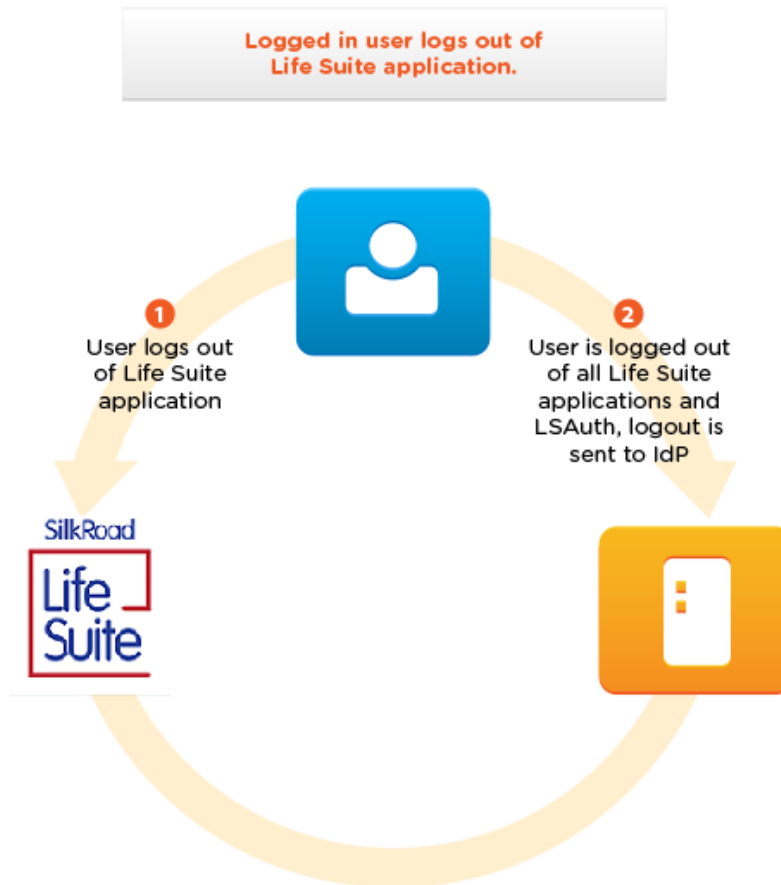 Logged in user logs out of
Life Suite application.
1
User logs out
of Life Suite
application
2
User is logged out
of all Life Suite
applications and
LSAuth, logout is
sent to IdP
SilkRoad
Life
Suite